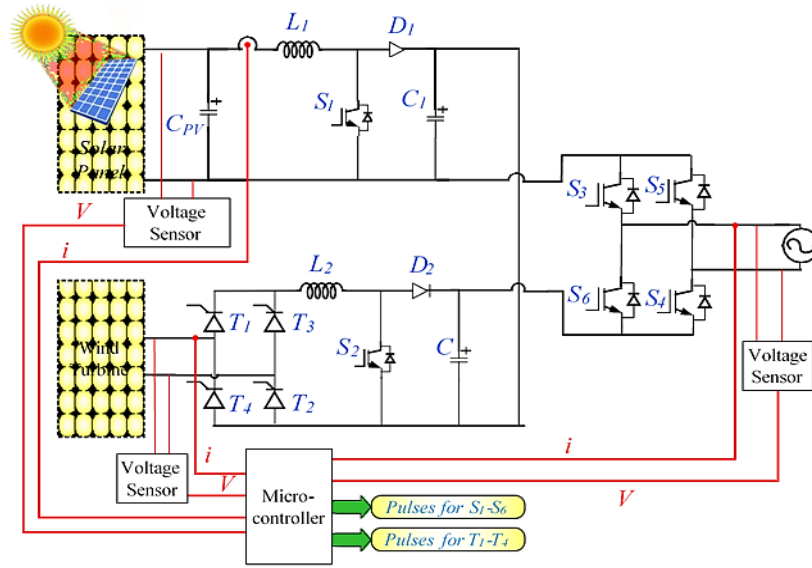 L1
D1
S1
C1
CPV
Solar
Panel
S3
S5
V
Voltage
Sensor
i
L2
D2
S6
S4
T1
T3
S2
C
Wind
Turbine
T4
T2
Voltage
Sensor
Voltage
Sensor
i
V
i
V
Micro-
controller
Pulses for S1-S6
Pulses for T1-T4